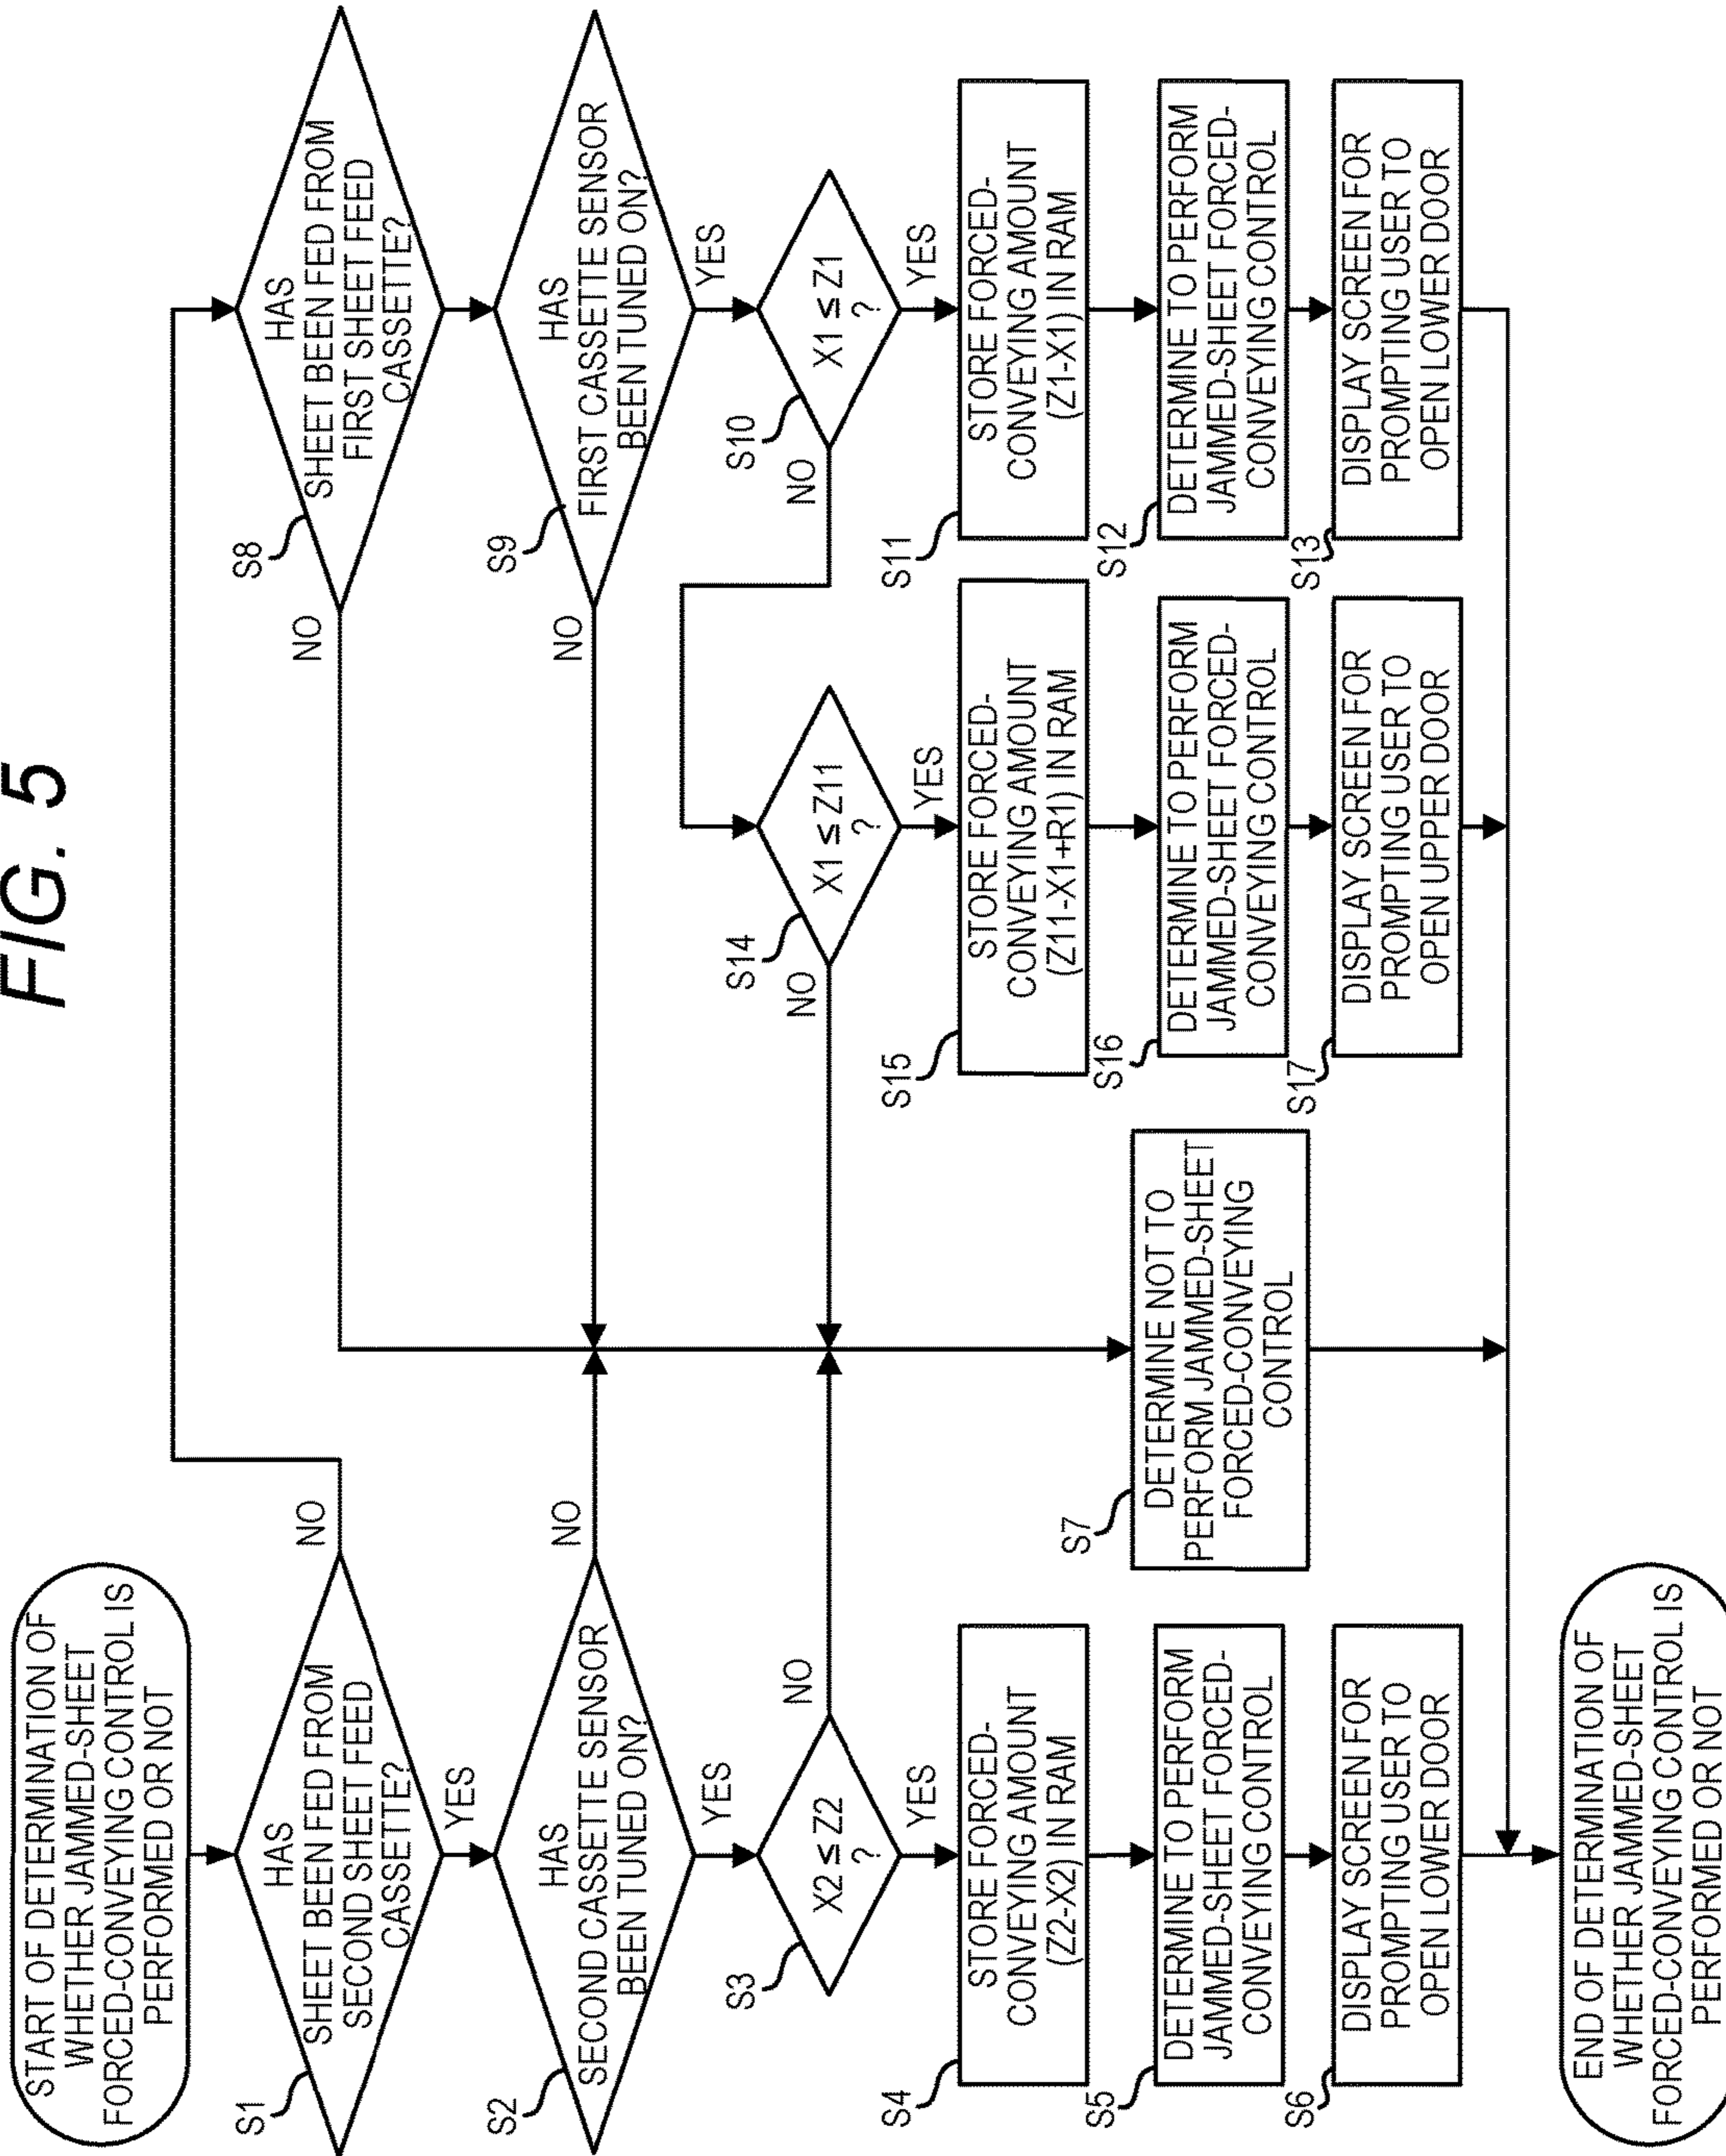 FIG. 5
START OF DETERMINATION OF
WHETHER JAMMED-SHEET
FORCED-CONVEYING CONTROL IS
PERFORMED OR NOT
S1
HAS
SHEET BEEN FED FROM
SECOND SHEET FEED
CASSETTE?
NO
YES
S2
HAS
SECOND CASSETTE SENSOR
BEEN TUNED ON?
NO
YES
S3
X2 ≤ Z2
?
NO
YES
S4
STORE FORCED-
CONVEYING AMOUNT
(Z2-X2) IN RAM
S5
DETERMINE TO PERFORM
JAMMED-SHEET FORCED-
CONVEYING CONTROL
S6
DISPLAY SCREEN FOR
PROMPTING USER TO
OPEN LOWER DOOR
S7
DETERMINE NOT TO
PERFORM JAMMED-SHEET
FORCED-CONVEYING
CONTROL
S8
HAS
SHEET BEEN FED FROM
FIRST SHEET FEED
CASSETTE?
NO
S9
HAS
FIRST CASSETTE SENSOR
BEEN TUNED ON?
NO
YES
S10
X1 ≤ Z1
?
NO
YES
S11
STORE FORCED-
CONVEYING AMOUNT
(Z1-X1) IN RAM
S12
DETERMINE TO PERFORM
JAMMED-SHEET FORCED-
CONVEYING CONTROL
S13
DISPLAY SCREEN FOR
PROMPTING USER TO
OPEN LOWER DOOR
S14
X1 ≤ Z11
?
NO
YES
S15
STORE FORCED-
CONVEYING AMOUNT
(Z11-X1+R1) IN RAM
S16
DETERMINE TO PERFORM
JAMMED-SHEET FORCED-
CONVEYING CONTROL
S17
DISPLAY SCREEN FOR
PROMPTING USER TO
OPEN UPPER DOOR
END OF DETERMINATION OF
WHETHER JAMMED-SHEET
FORCED-CONVEYING CONTROL IS
PERFORMED OR NOT